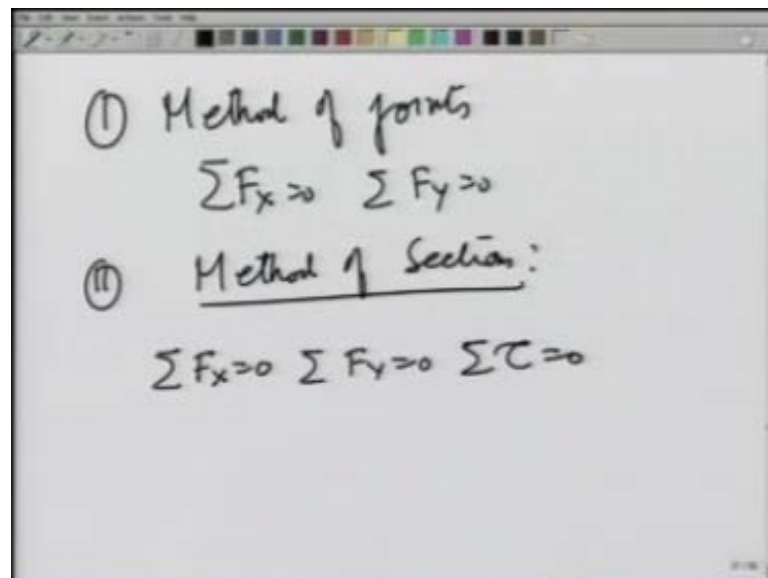 (I) Method of joints
ΣFx=0 ΣFy=0
(II) Method of Section:
ΣFx=0 ΣFy=0 Στ=0